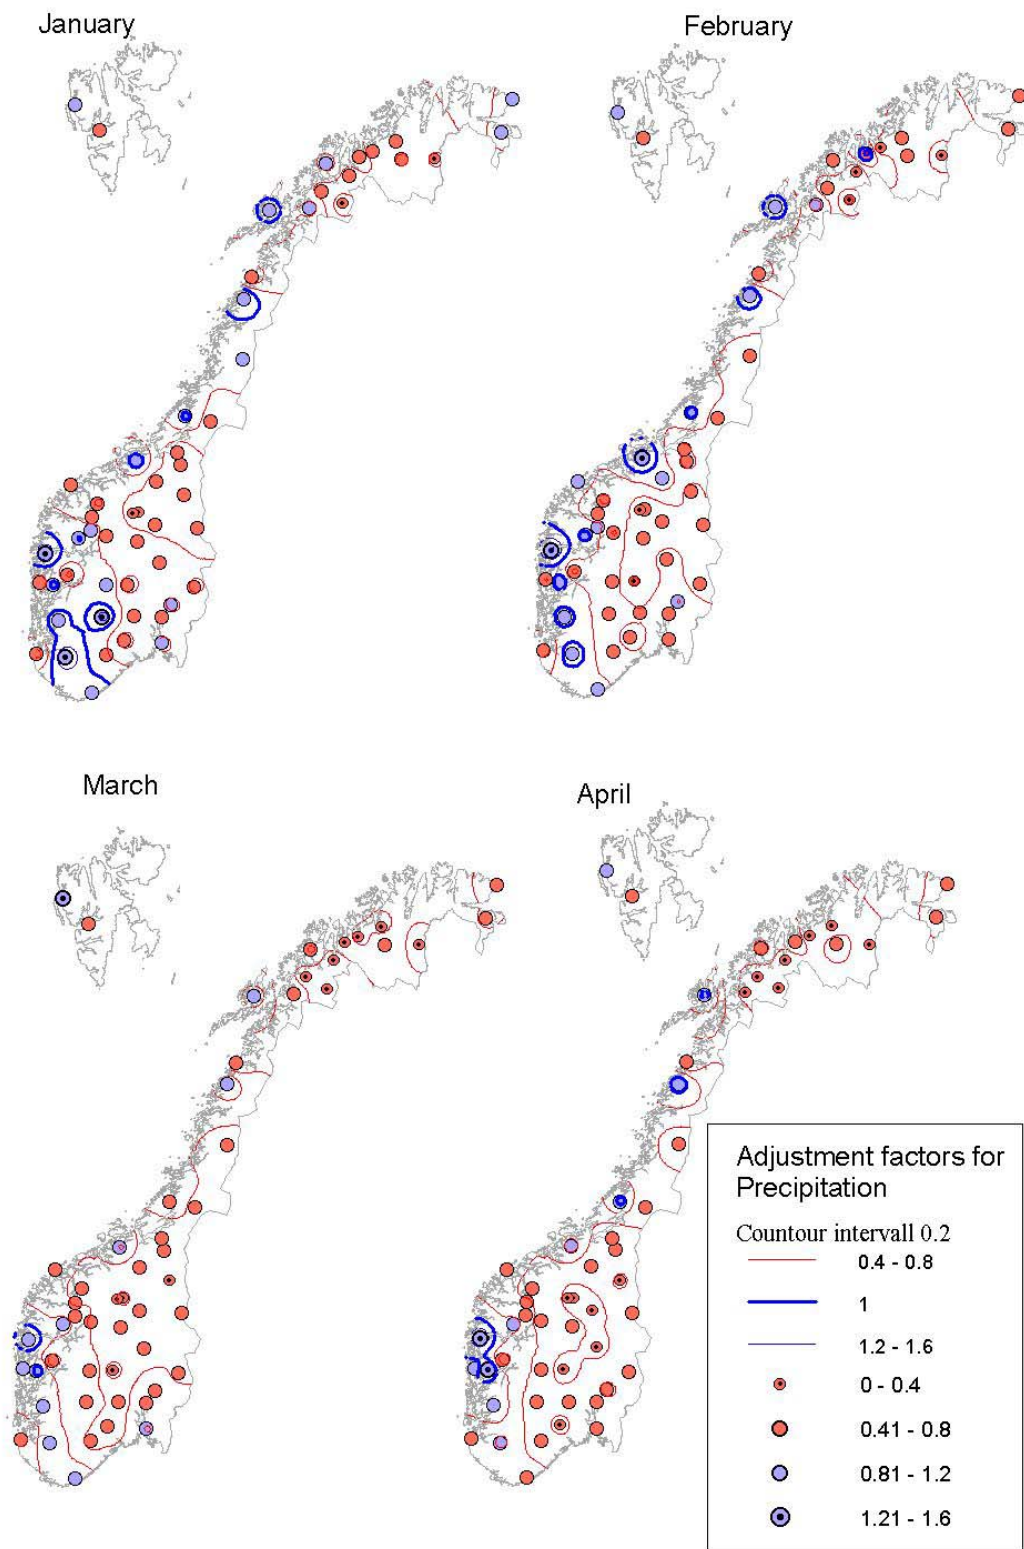 January
February
March
April
Adjustment factors for
Precipitation
Countour intervall 0.2
0.4 - 0.8
1
1.2 - 1.6
0 - 0.4
0.41 - 0.8
0.81 - 1.2
1.21 - 1.6